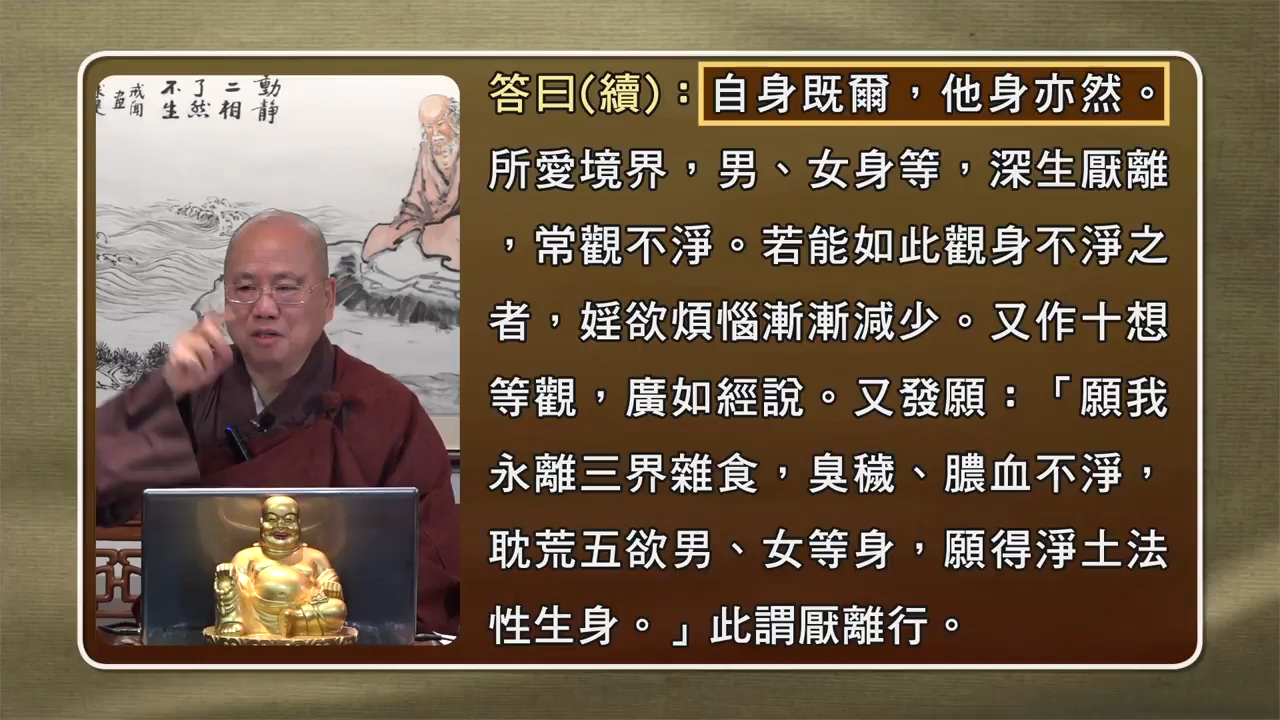 答曰(續)：自身既爾，他身亦然。
所愛境界，男、女身等，深生厭離
，常觀不淨。若能如此觀身不淨之
者，婬欲煩惱漸漸減少。又作十想
等觀，廣如經說。又發願：「願我
永離三界雜食，臭穢、膿血不淨，
耽荒五欲男、女等身，願得淨土法
性生身。」此謂厭離行。
動靜
二相
了然
不生
戒聞
畫